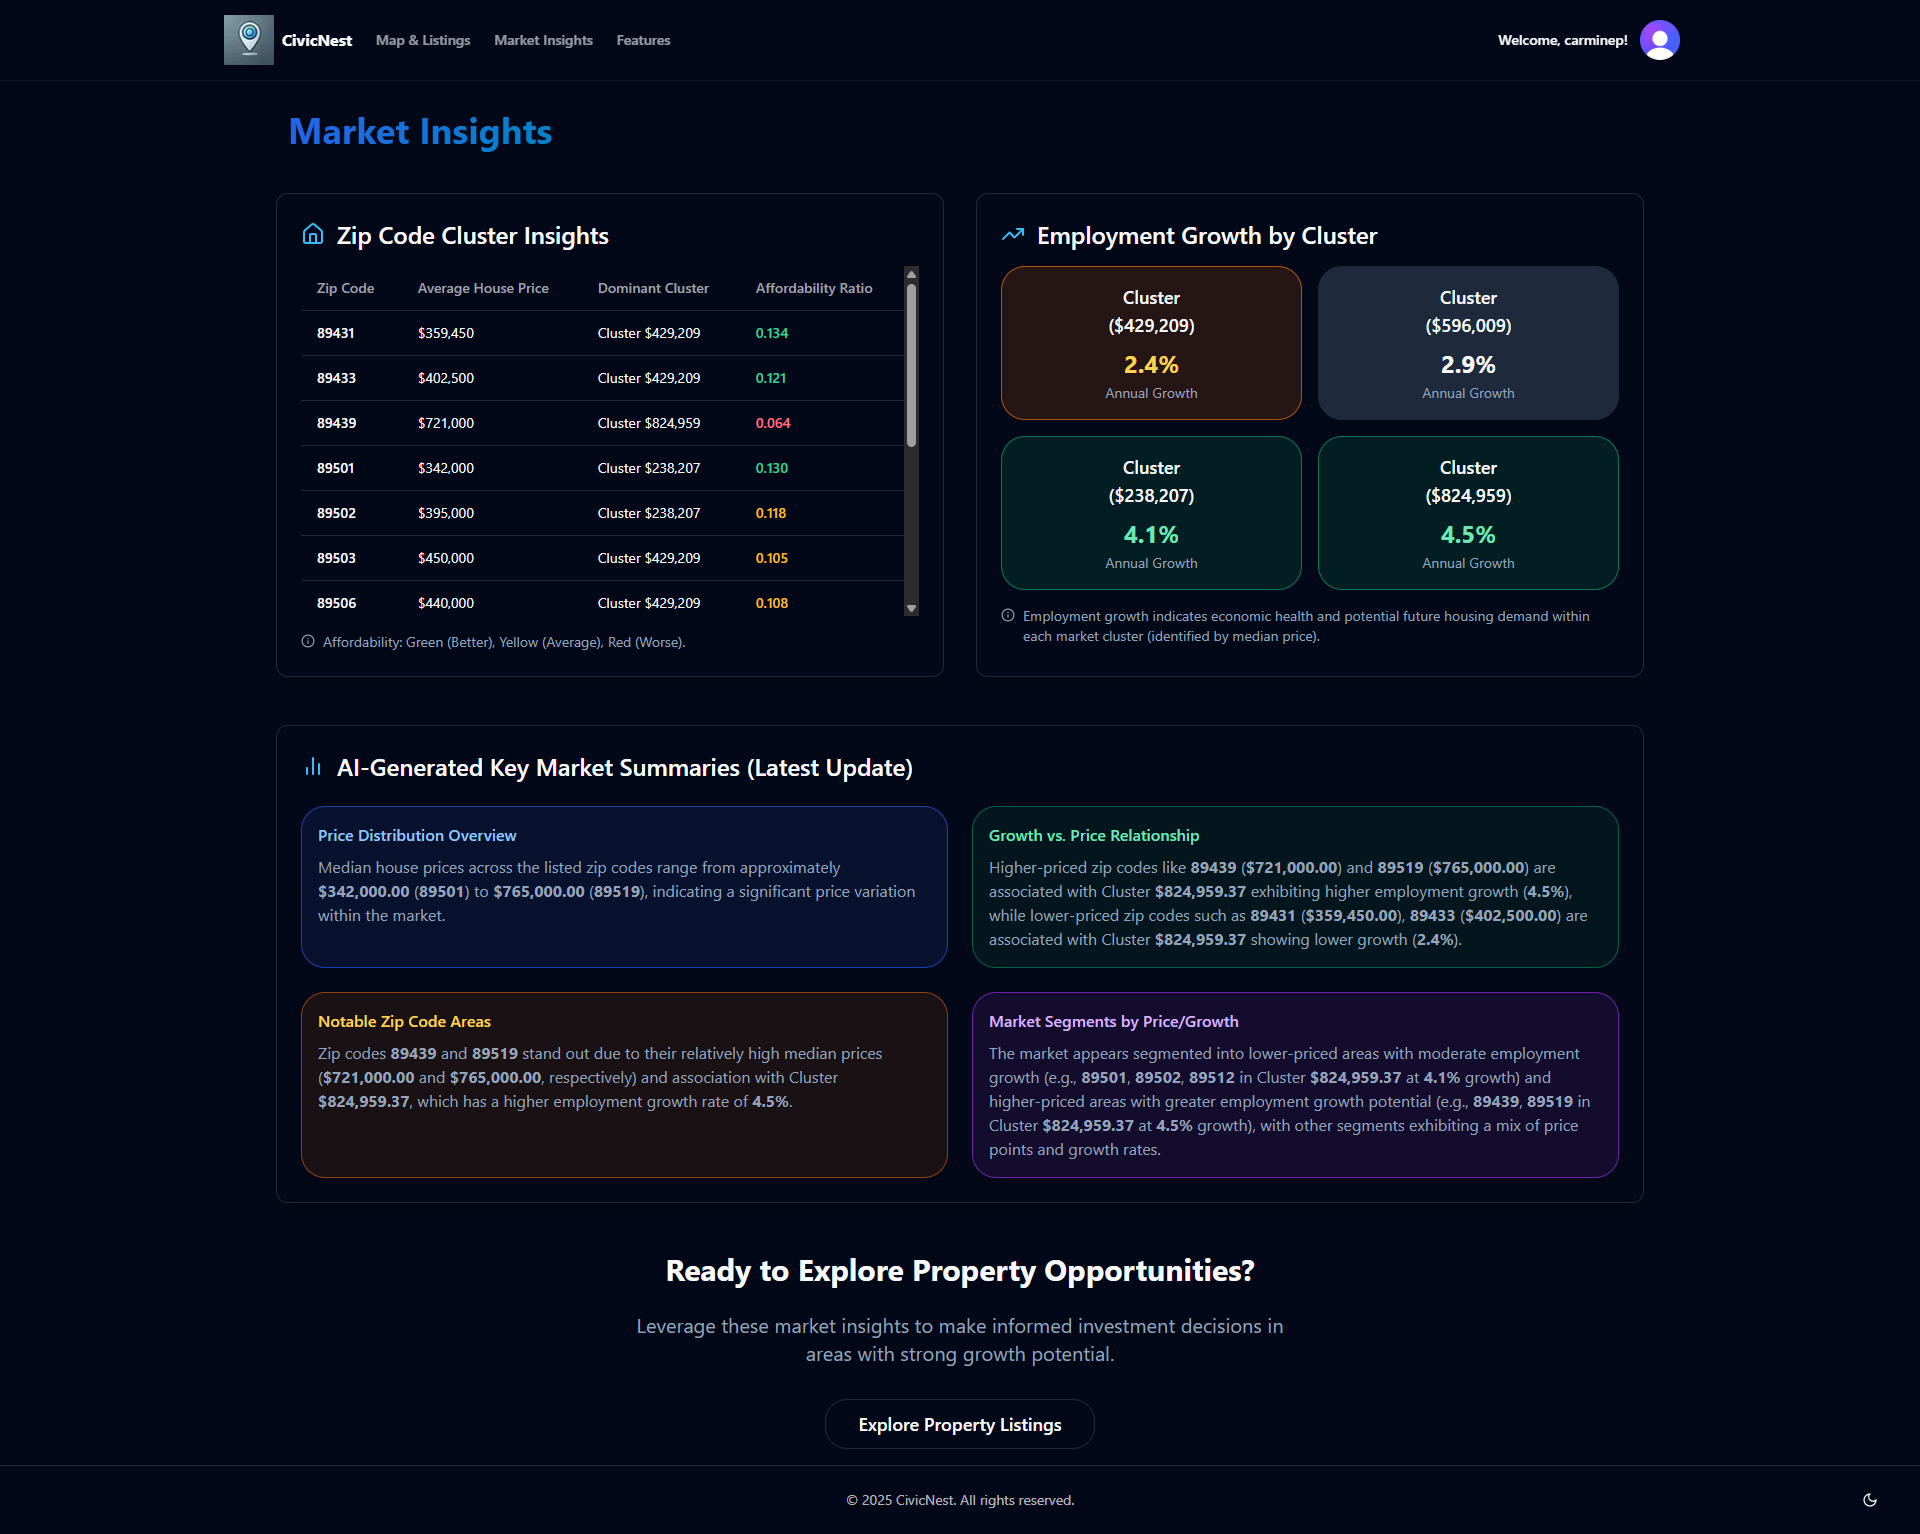 CivicNest
Map & Listings
Market Insights
Features
Welcome, carminep!
Market Insights
Zip Code Cluster Insights
Zip Code Average House Price Dominant Cluster Affordability Ratio
89431 $359,450 Cluster $429,209 0.134
89433 $402,500 Cluster $429,209 0.121
89439 $721,000 Cluster $824,959 0.064
89501 $342,000 Cluster $238,207 0.130
89502 $395,000 Cluster $238,207 0.118
89503 $450,000 Cluster $429,209 0.105
89506 $440,000 Cluster $429,209 0.108
Affordability: Green (Better), Yellow (Average), Red (Worse).
Employment Growth by Cluster
Cluster
($429,209)
2.4%
Annual Growth
Cluster
($596,009)
2.9%
Annual Growth
Cluster
($238,207)
4.1%
Annual Growth
Cluster
($824,959)
4.5%
Annual Growth
Employment growth indicates economic health and potential future housing demand within
each market cluster (identified by median price).
AI-Generated Key Market Summaries (Latest Update)
Price Distribution Overview
Median house prices across the listed zip codes range from approximately
$342,000.00 (89501) to $765,000.00 (89519), indicating a significant price variation
within the market.
Growth vs. Price Relationship
Higher-priced zip codes like 89439 ($721,000.00) and 89519 ($765,000.00) are
associated with Cluster $824,959.37 exhibiting higher employment growth (4.5%),
while lower-priced zip codes such as 89431 ($359,450.00), 89433 ($402,500.00) are
associated with Cluster $824,959.37 showing lower growth (2.4%).
Notable Zip Code Areas
Zip codes 89439 and 89519 stand out due to their relatively high median prices
($721,000.00 and $765,000.00, respectively) and association with Cluster
$824,959.37, which has a higher employment growth rate of 4.5%.
Market Segments by Price/Growth
The market appears segmented into lower-priced areas with moderate employment
growth (e.g., 89501, 89502, 89512 in Cluster $824,959.37 at 4.1% growth) and
higher-priced areas with greater employment growth potential (e.g., 89439, 89519 in
Cluster $824,959.37 at 4.5% growth), with other segments exhibiting a mix of price
points and growth rates.
Ready to Explore Property Opportunities?
Leverage these market insights to make informed investment decisions in
areas with strong growth potential.
Explore Property Listings
© 2025 CivicNest. All rights reserved.